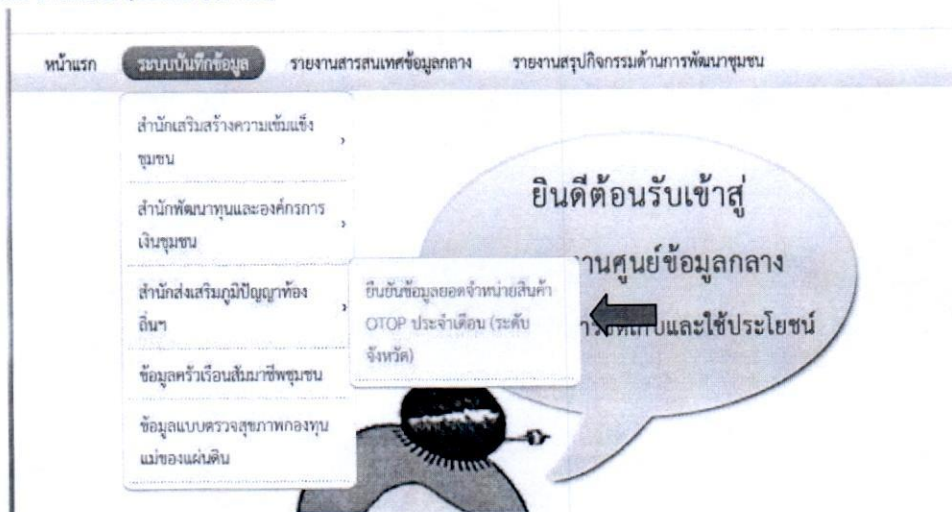 หน้าแรก ระบบบันทึกข้อมูล รายงานสารสนเทศข้อมูลกลาง รายงานสรุปกิจกรรมด้านการพัฒนาชุมชน
สำนักเสริมสร้างความเข้มแข็ง
ชุมชน
สำนักพัฒนาทุนและองค์กรการ
เงินชุมชน
สำนักส่งเสริมภูมิปัญญาท้อง
ถิ่นฯ
ข้อมูลครัวเรือนสัมมาชีพชุมชน
ข้อมูลแบบตรวจสุขภาพกองทุน
แม่ของแผ่นดิน
ยืนยันข้อมูลยอดจำหน่ายสินค้า
OTOP ประจำเดือน (ระดับ
จังหวัด)
ยินดีต้อนรับเข้าสู่
านศูนย์ข้อมูลกลาง
และใช้ประโยชน์